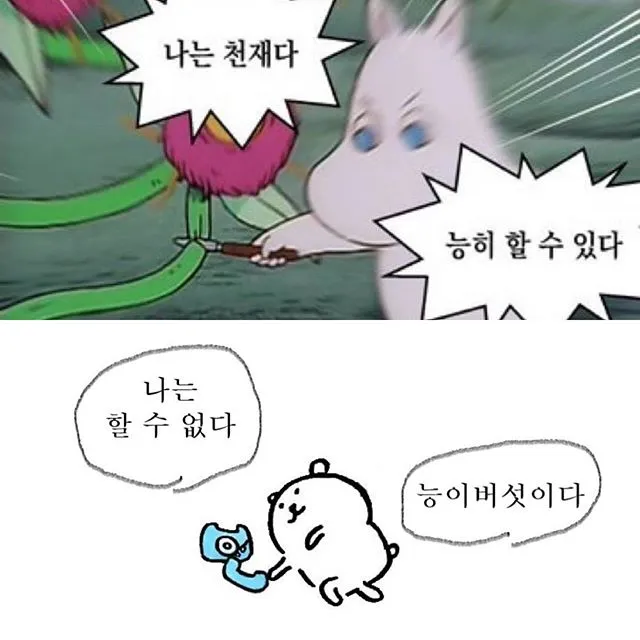 나는 천재다
능히 할 수 있다
나는
할 수 없다
능이버섯이다